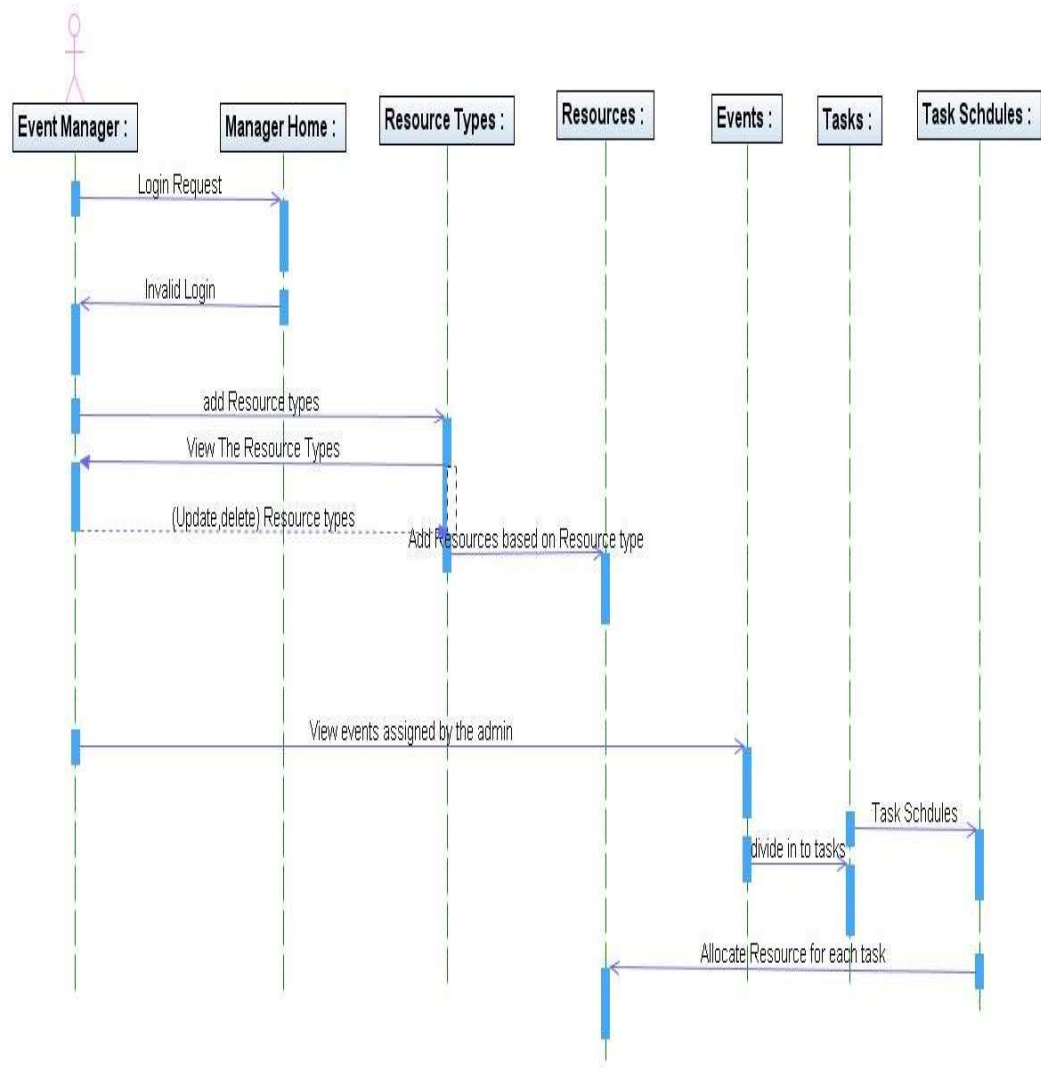 Event Manager :
Manager Home :
Resource Types :
Resources :
Events :
Tasks :
Task Schdules :
Login Request
Invalid Login
add Resource types
View The Resource Types
(Update,delete) Resource types
Add Resources based on Resource type
View events assigned by the admin
Task Schdules
divide in to tasks
Allocate Resource for each task